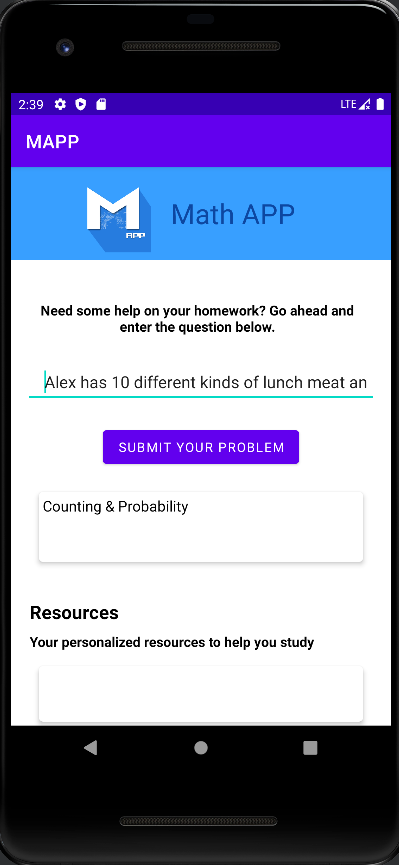 2:39 LTE
MAPP
M
APP
Math APP
Need some help on your homework? Go ahead and
enter the question below.
Alex has 10 different kinds of lunch meat an
SUBMIT YOUR PROBLEM
Counting & Probability
Resources
Your personalized resources to help you study